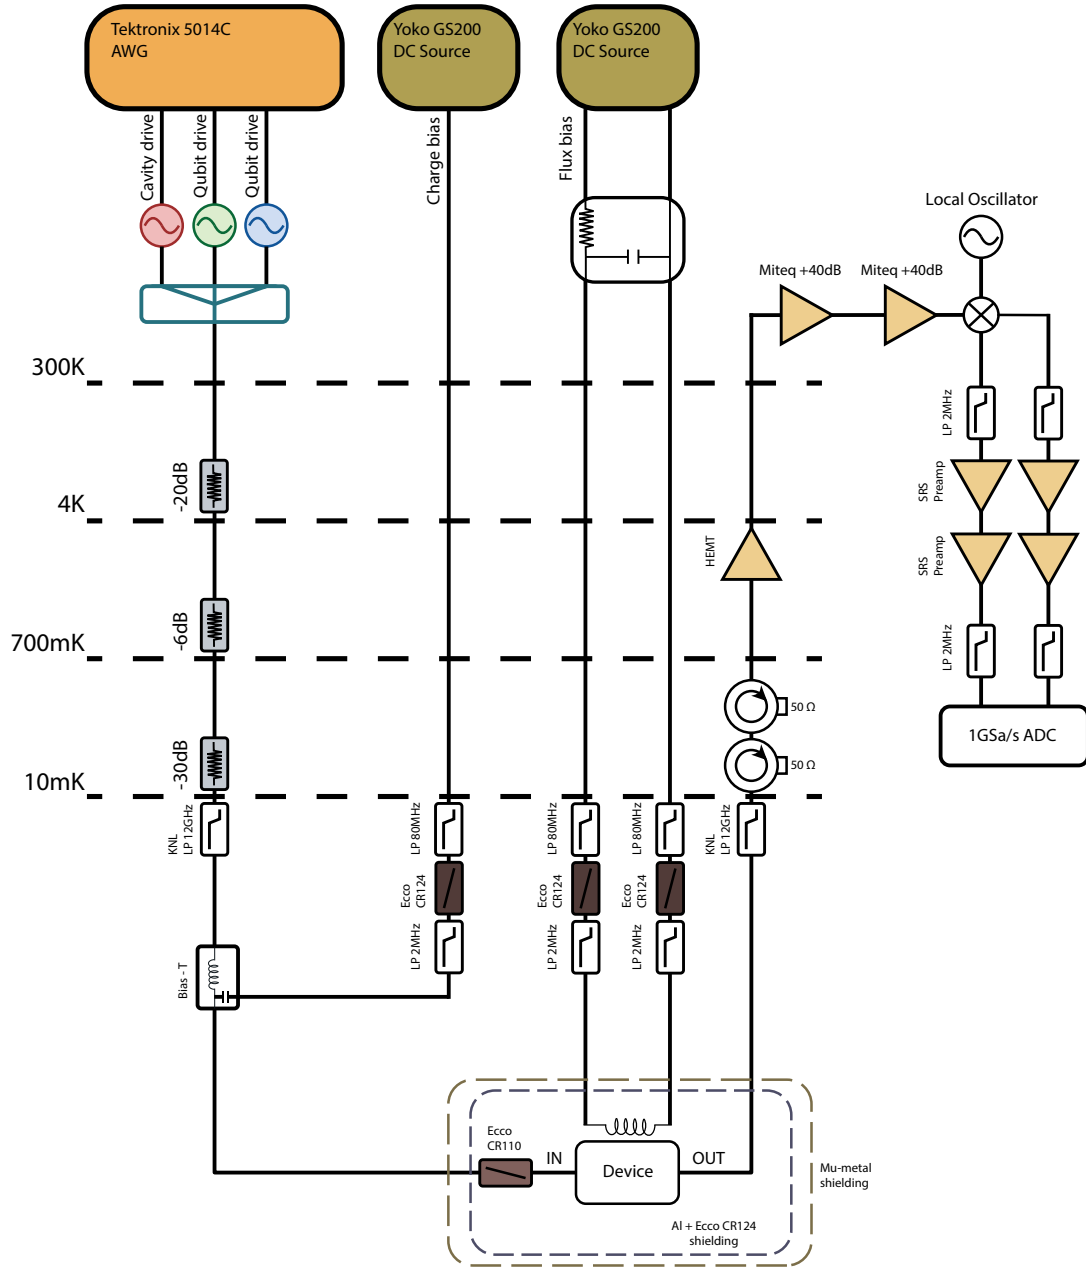 Tektronix 5014C
AWG
Yoko GS200
DC Source
Yoko GS200
DC Source
Cavity drive
Qubit drive
Qubit drive
Charge bias
Flux bias
Local Oscillator
Miteq +40dB
Miteq +40dB
300K
LP 2MHz
-20dB
SRS
Preamp
4K
HEMT
SRS
Preamp
-6dB
LP 2MHz
700mK
50 Ω
1GSa/s ADC
-30dB
50 Ω
10mK
KNL
LP 12GHz
LP 80MHz
LP 80MHz
LP 80MHz
KNL
LP 12GHz
Ecco
CR124
Ecco
CR124
Ecco
CR124
LP 2MHz
LP 2MHz
LP 2MHz
Bias - T
Ecco
CR110
IN
Device
OUT
Mu-metal
shielding
Al + Ecco CR124
shielding